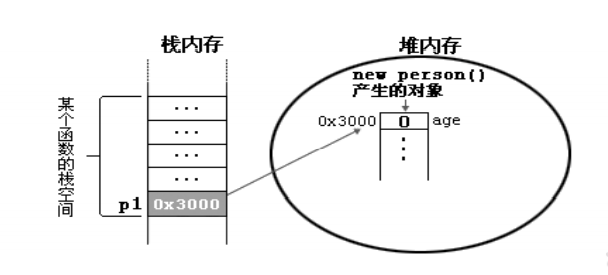 栈内存
堆内存
new person()
产生的对象
0x3000
0
age
某个函数的栈空间
...
...
...
...
p1
0x3000